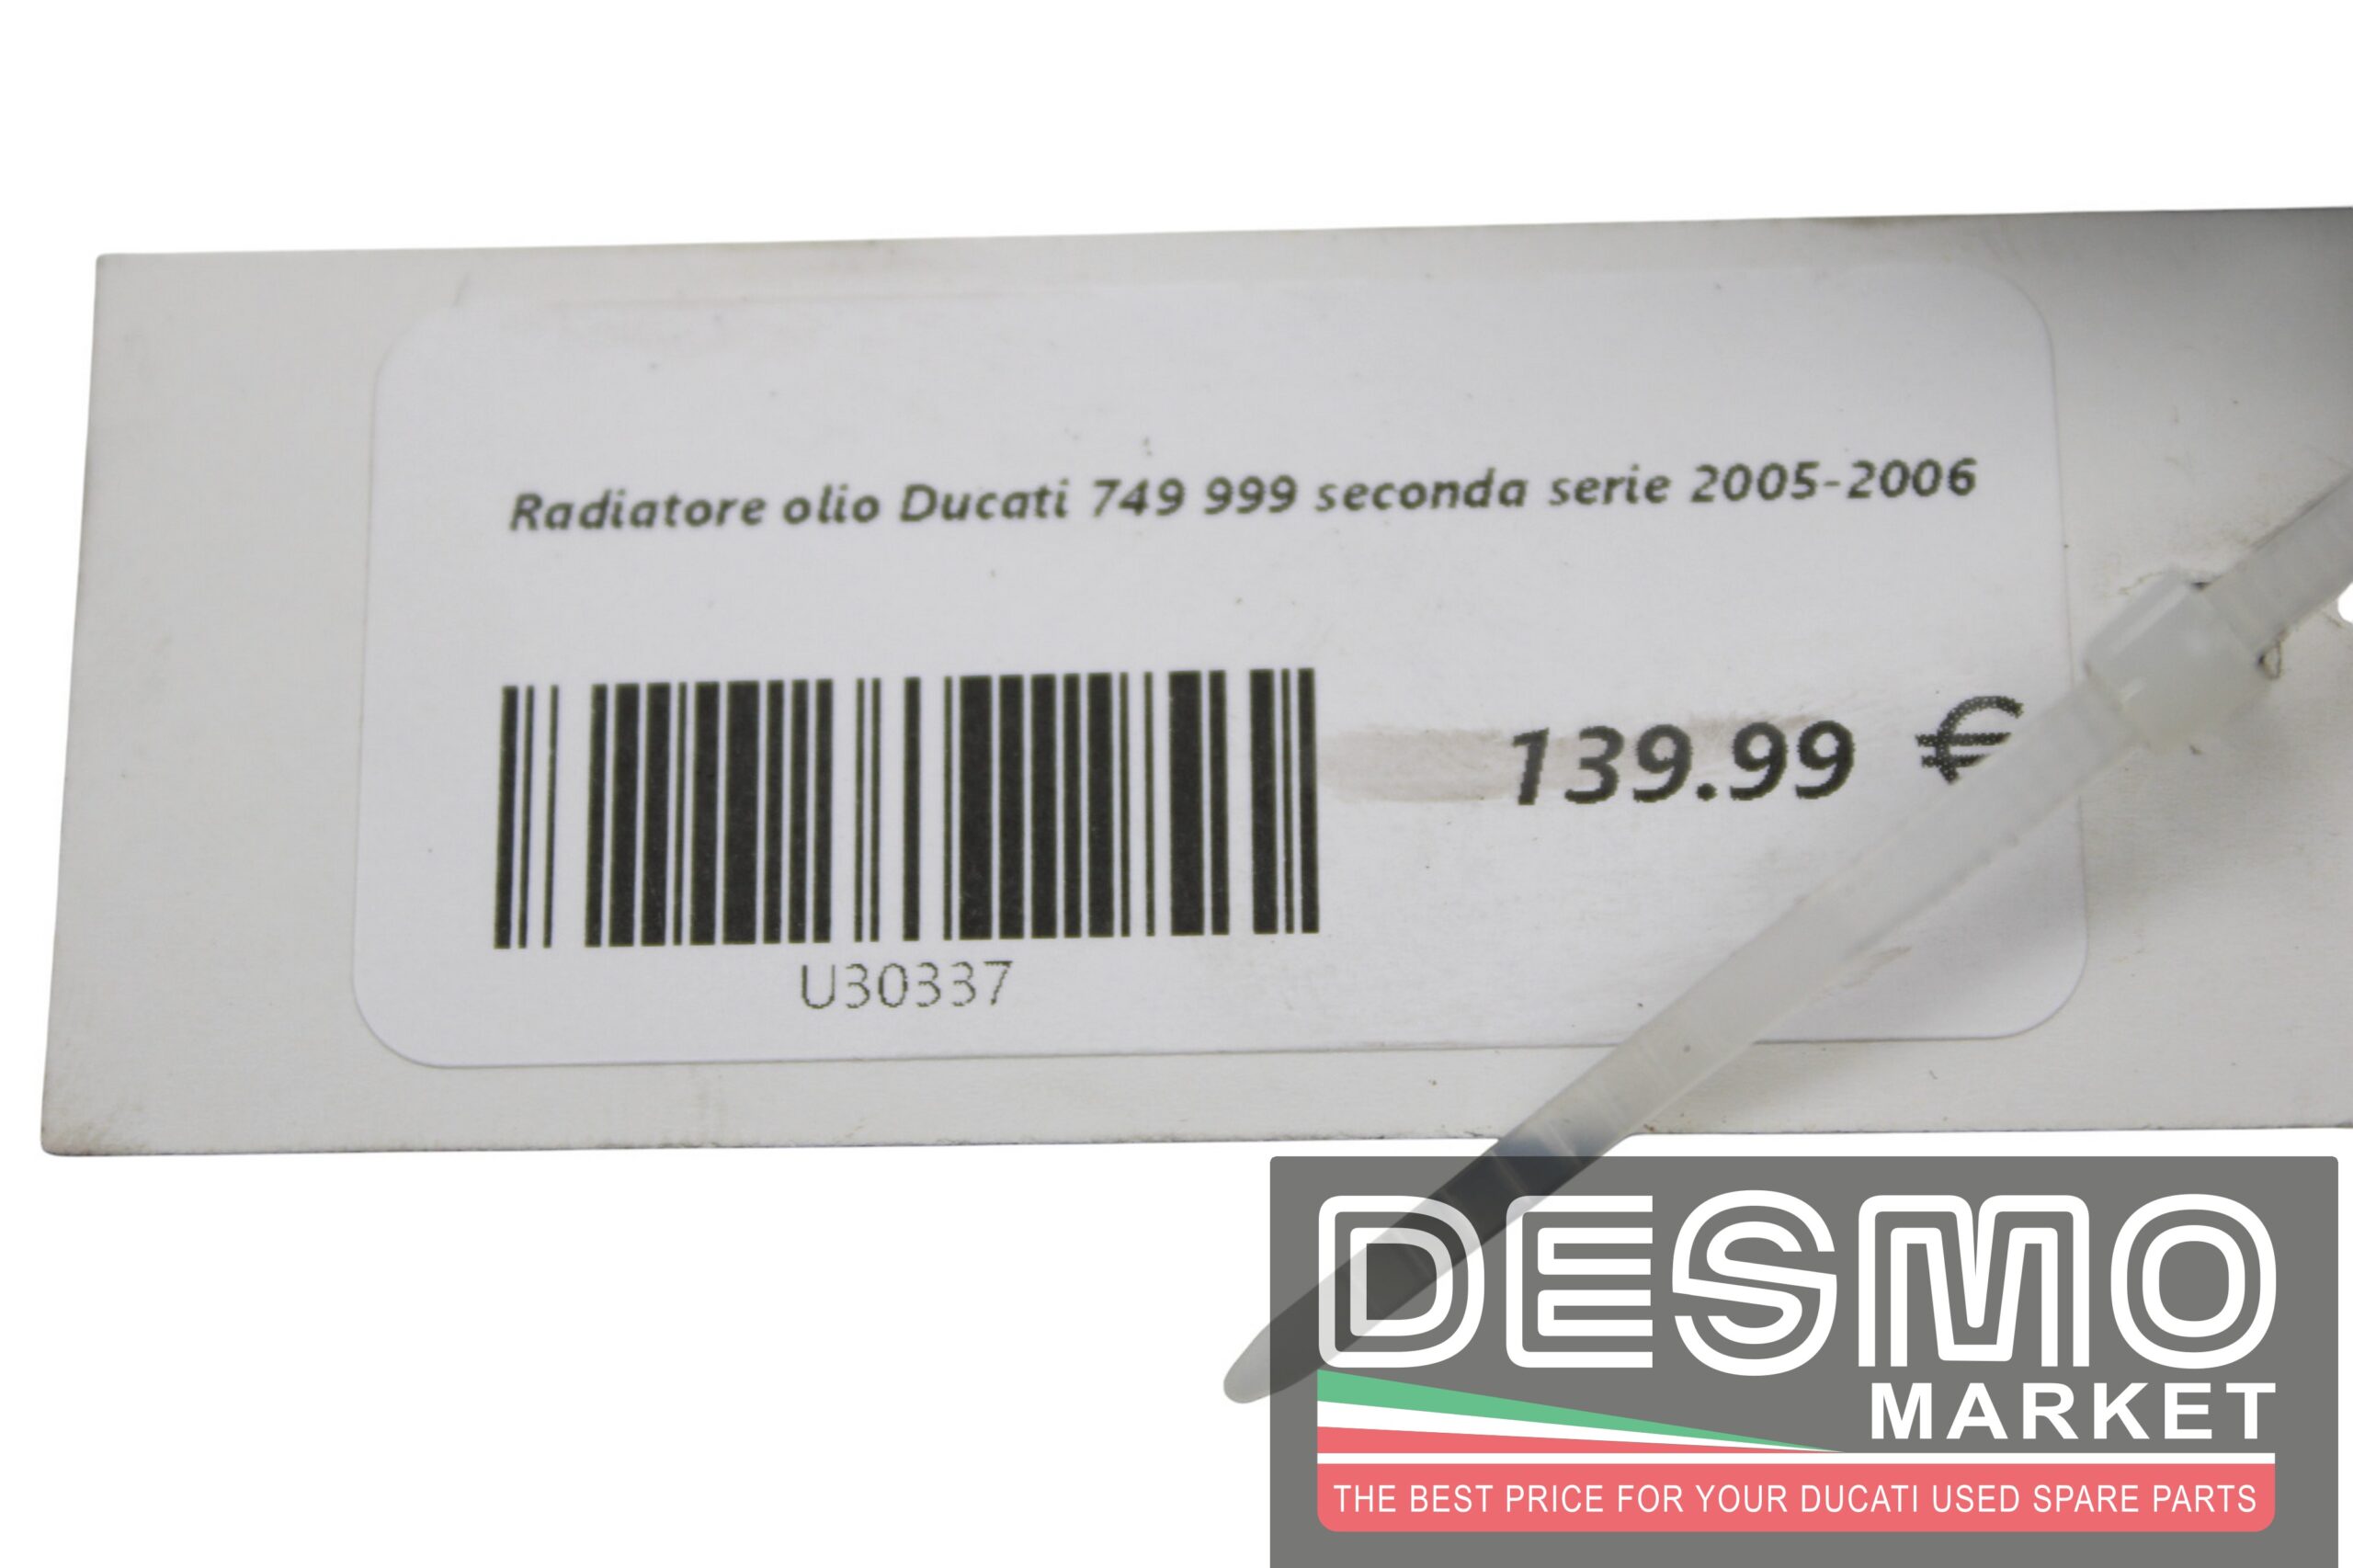 Radiatore olio Ducati 749 999 seconda serie 2005-2006
139.99 €
U30337
DESMO
MARKET
THE BEST PRICE FOR YOUR DUCATI USED SPARE PARTS